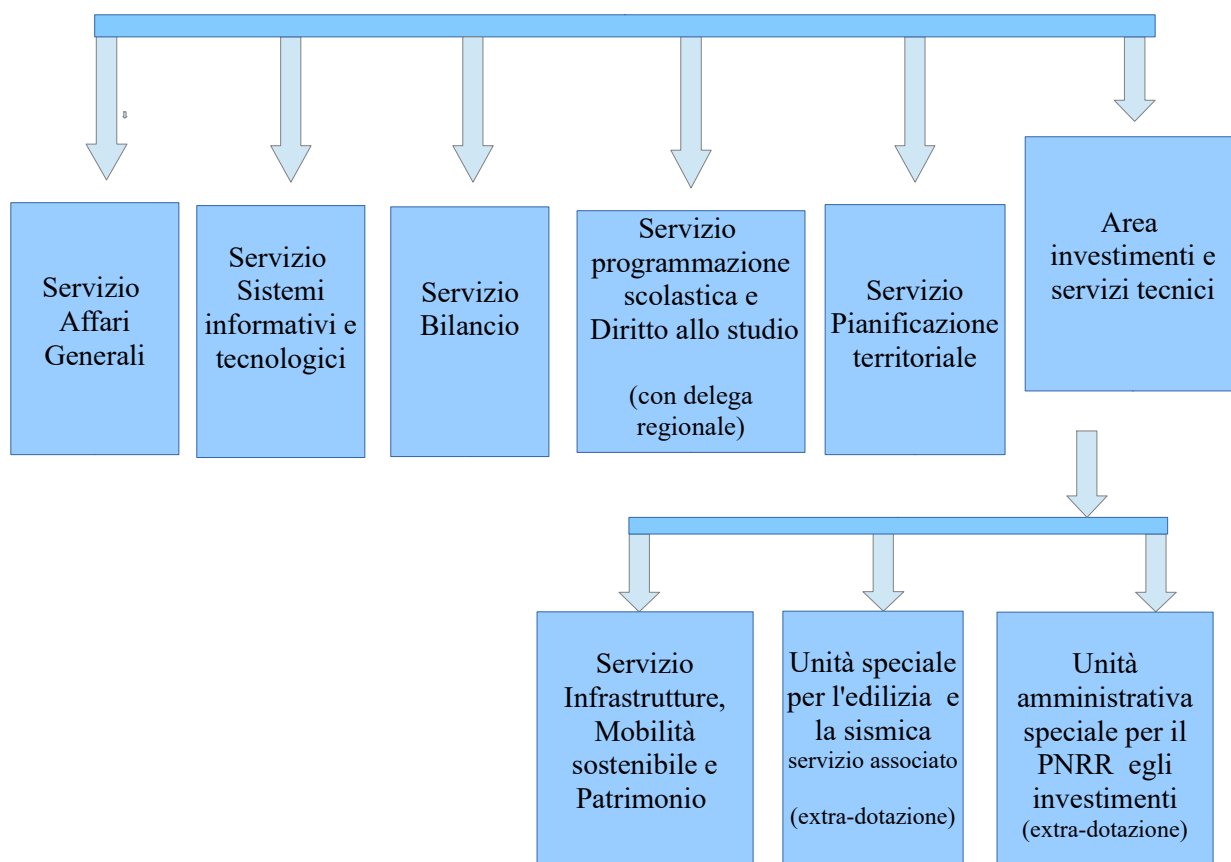 Servizio
Affari
Generali
Servizio
Sistemi
informativi e
tecnologici
Servizio
Bilancio
Servizio
programmazione
scolastica e
Diritto allo studio
(con delega
regionale)
Servizio
Pianificazione
territoriale
Area
investimenti e
servizi tecnici
Servizio
Infrastrutture,
Mobilità
sostenibile e
Patrimonio
Unità speciale
per l'edilizia e
la sismica
servizio associato
(extra-dotazione)
Unità
amministrativa
speciale per il
PNRR egli
investimenti
(extra-dotazione)